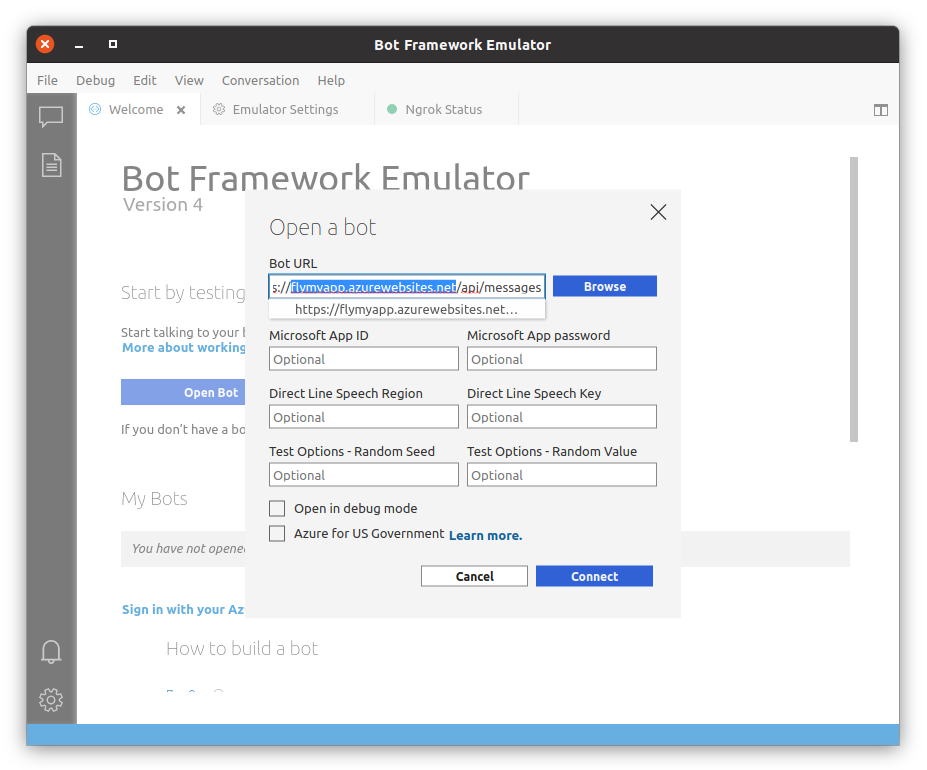 Bot Framework Emulator
File Debug Edit View Conversation Help
Welcome Emulator Settings Ngrok Status
Bot Framework Emulator
Version 4
Open a bot
Bot URL
s://flymyapp.azurewebsites.net/api/messages Browse
https://flymyapp.azurewebsites.net…
Start by testing
Start talking to your
More about working
Open Bot
If you don't have a
My Bots
You have not opened
Sign in with your
How to build a bot
Microsoft App ID Microsoft App password
Optional Optional
Direct Line Speech Region Direct Line Speech Key
Optional Optional
Test Options - Random Seed Test Options - Random Value
Optional Optional
Open in debug mode
Azure for US Government Learn more.
Cancel Connect